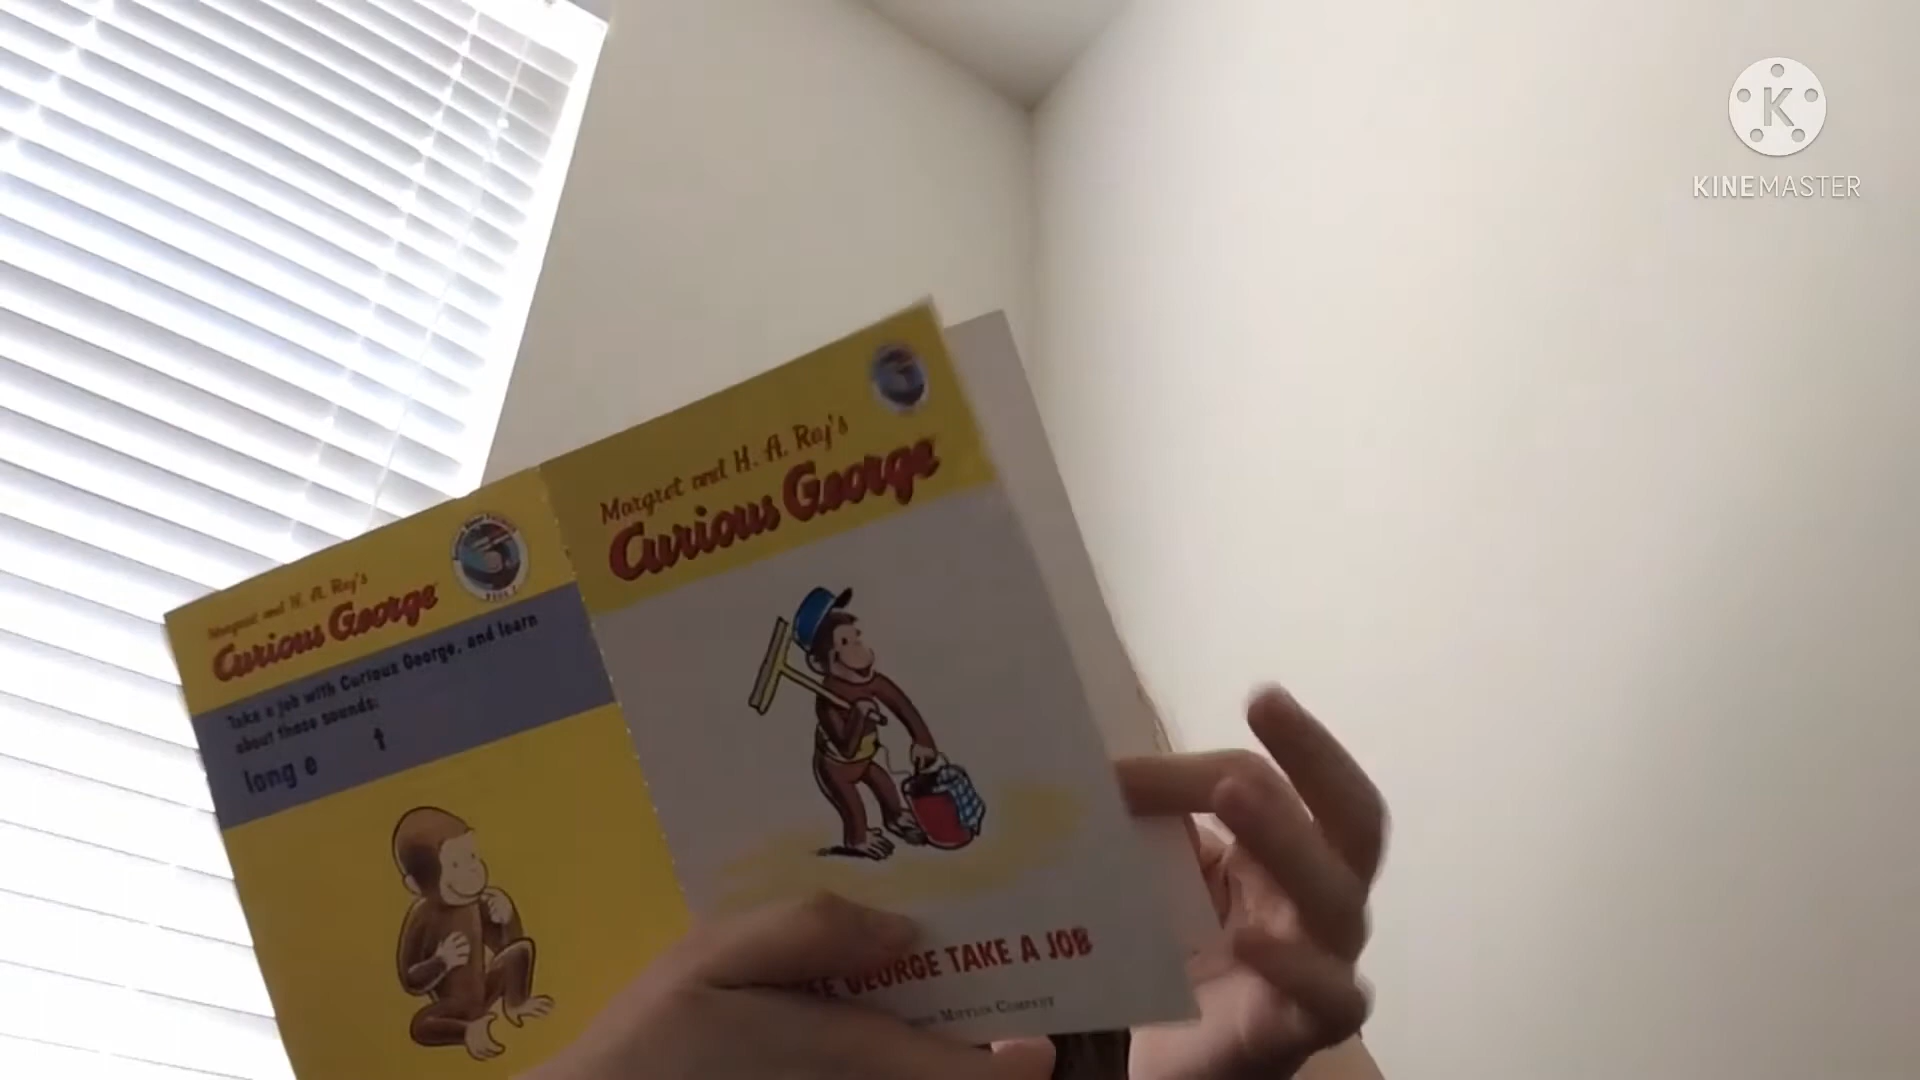 KINEMASTER
Margret and H. A. Rey's
Curious George
Take a job with Curious George, and learn
about these sounds:
long e t
Margret and H. A. Rey's
Curious George
GEORGE TAKE A JOB
MIFFLIN COMPANY